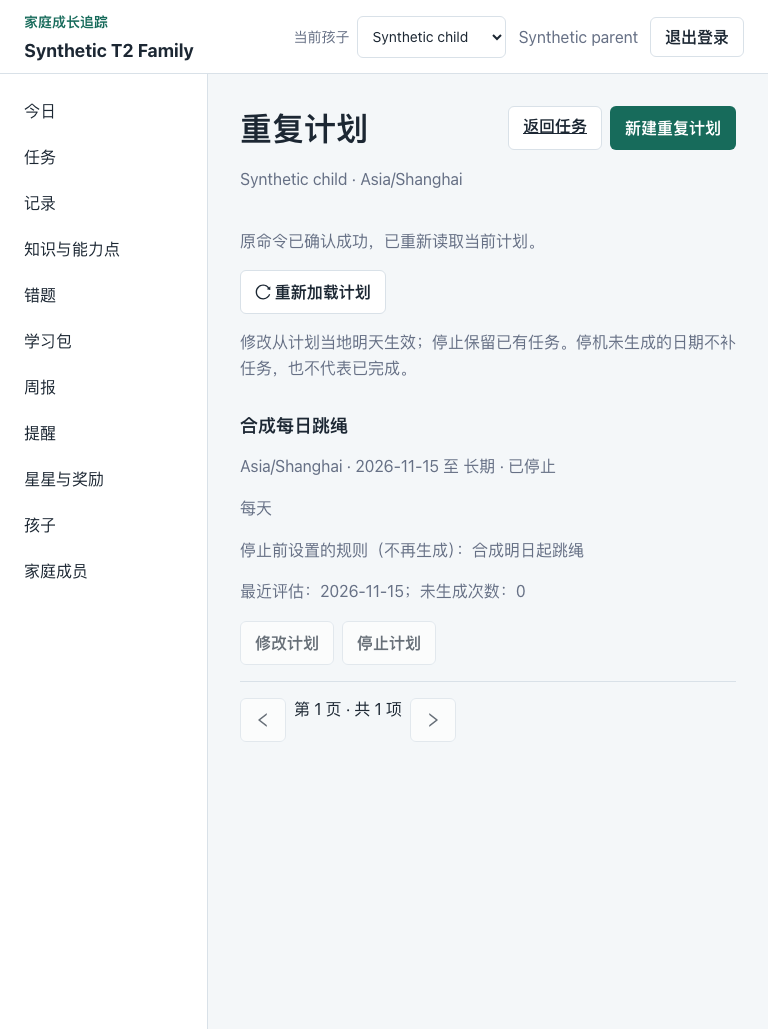 家庭成长追踪
Synthetic T2 Family
当前孩子
Synthetic child
Synthetic parent
退出登录
今日
任务
记录
知识与能力点
错题
学习包
周报
提醒
星星与奖励
孩子
家庭成员
重复计划
返回任务
新建重复计划
Synthetic child · Asia/Shanghai
原命令已确认成功，已重新读取当前计划。
重新加载计划
修改从计划当地明天生效；停止保留已有任务。停机未生成的日期不补
任务，也不代表已完成。
合成每日跳绳
Asia/Shanghai · 2026-11-15 至 长期 · 已停止
每天
停止前设置的规则（不再生成）：合成明日起跳绳
最近评估：2026-11-15；未生成次数：0
修改计划
停止计划
第 1 页 · 共 1 项